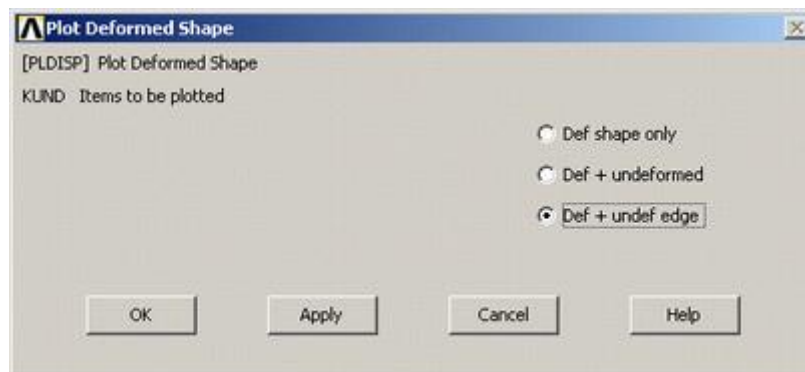 Plot Deformed Shape
[PLDISP] Plot Deformed Shape
KUND Items to be plotted
Def shape only
Def + undeformed
Def + undef edge
OK Apply Cancel Help